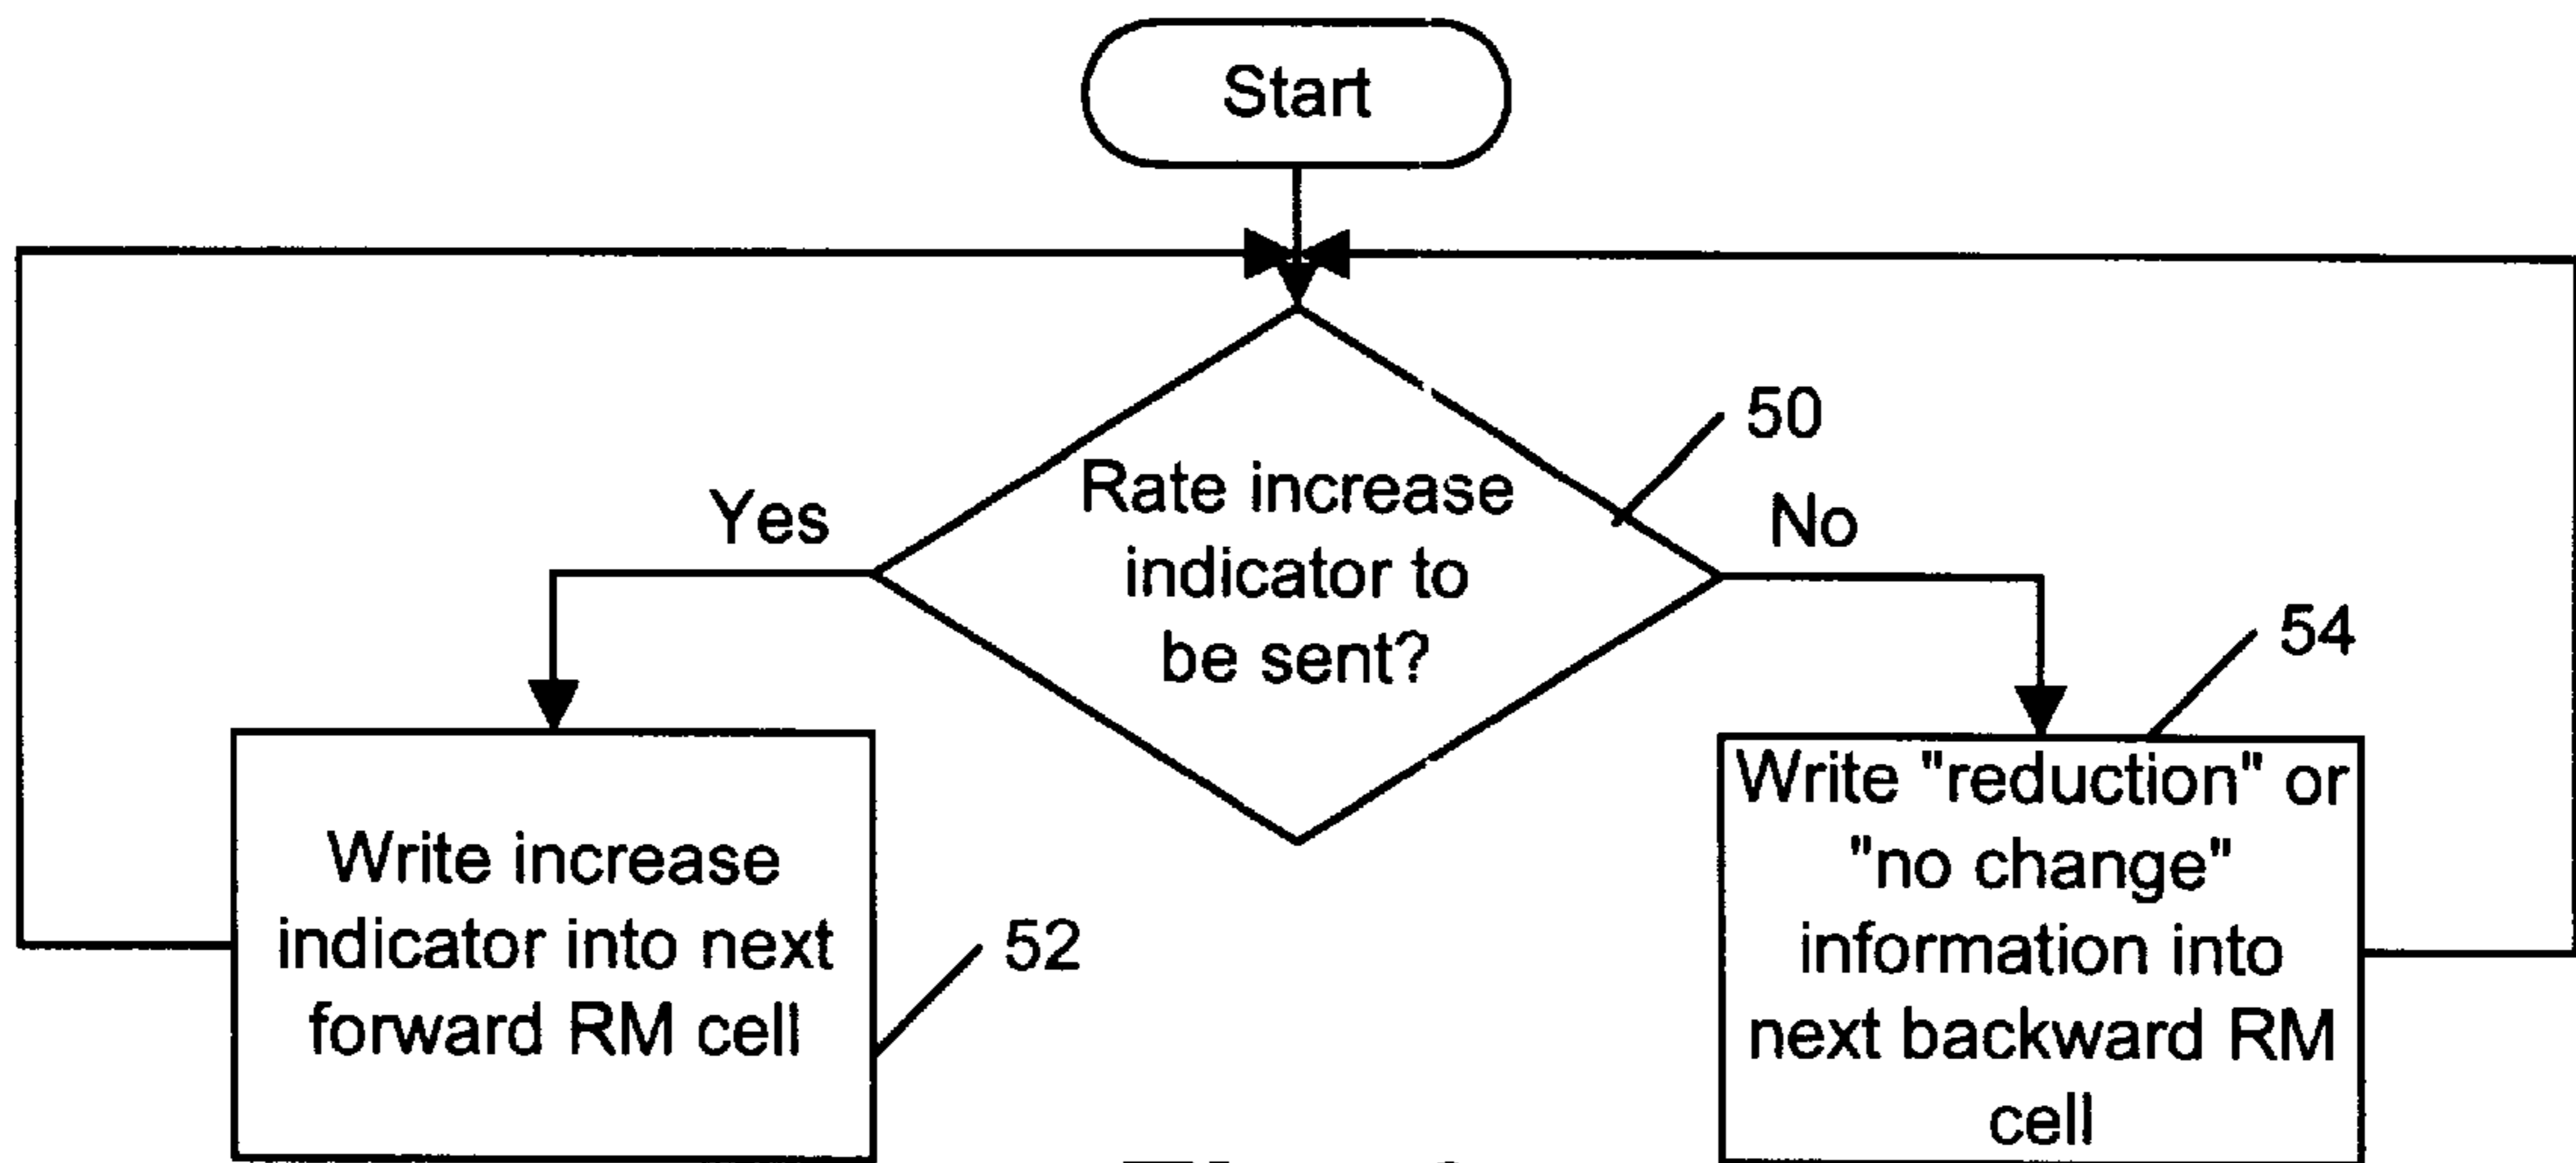 Start
50
Rate increase
indicator to
be sent?
Yes
No
54
Write increase
indicator into next
forward RM cell
52
Write "reduction" or
"no change"
information into
next backward RM
cell